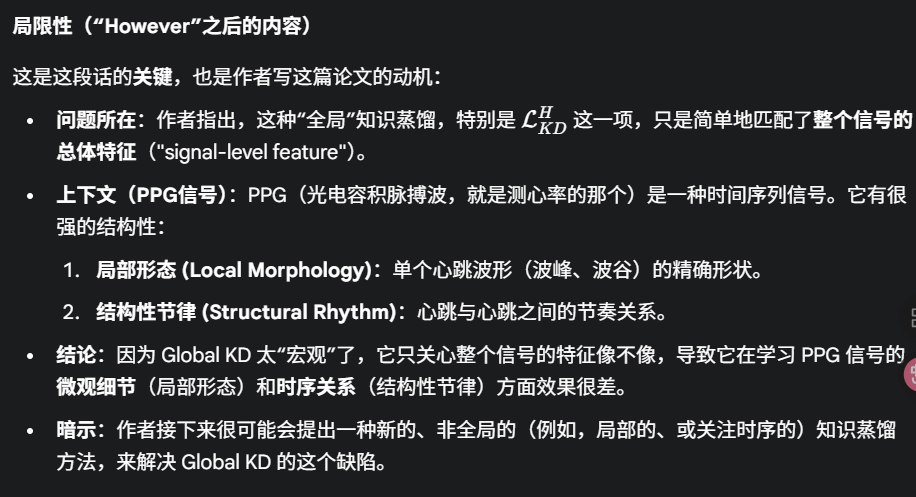 局限性（“However”之后的内容）
这是这段话的关键，也是作者写这篇论文的动机：
• 问题所在：作者指出，这种“全局”知识蒸馏，特别是 𝓛ᴴ_KD 这一项，只是简单地匹配了整个信号的
总体特征（"signal-level feature"）。
• 上下文（PPG信号）：PPG（光电容积脉搏波，就是测心率的那个）是一种时间序列信号。它有很
强的结构性：
1. 局部形态 (Local Morphology)：单个心跳波形（波峰、波谷）的精确形状。
2. 结构性节律 (Structural Rhythm)：心跳与心跳之间的节奏关系。
• 结论：因为 Global KD 太“宏观”了，它只关心整个信号的特征像不像，导致它在学习 PPG 信号的
微观细节（局部形态）和时序关系（结构性节律）方面效果很差。
• 暗示：作者接下来很可能会提出一种新的、非全局的（例如，局部的、或关注时序的）知识蒸馏
方法，来解决 Global KD 的这个缺陷。